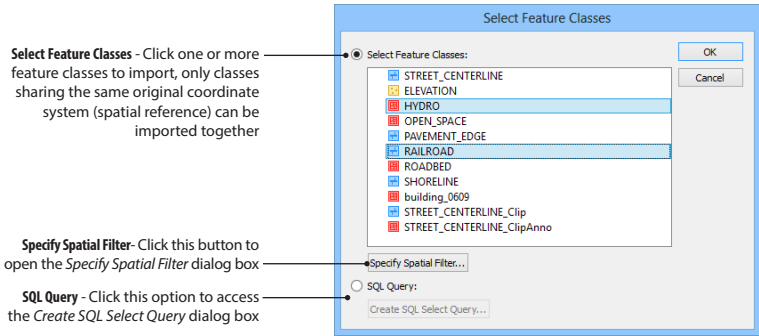 Select Feature Classes
Select Feature Classes - Click one or more
feature classes to import, only classes
sharing the same original coordinate
system (spatial reference) can be
imported together
Select Feature Classes:
OK
Cancel
STREET_CENTERLINE
ELEVATION
HYDRO
OPEN_SPACE
PAVEMENT_EDGE
RAILROAD
ROADBED
SHORELINE
building_0609
STREET_CENTERLINE_Clip
STREET_CENTERLINE_ClipAnno
Specify Spatial Filter- Click this button to
open the Specify Spatial Filter dialog box
Specify Spatial Filter...
SQL Query - Click this option to access
the Create SQL Select Query dialog box
SQL Query:
Create SQL Select Query...